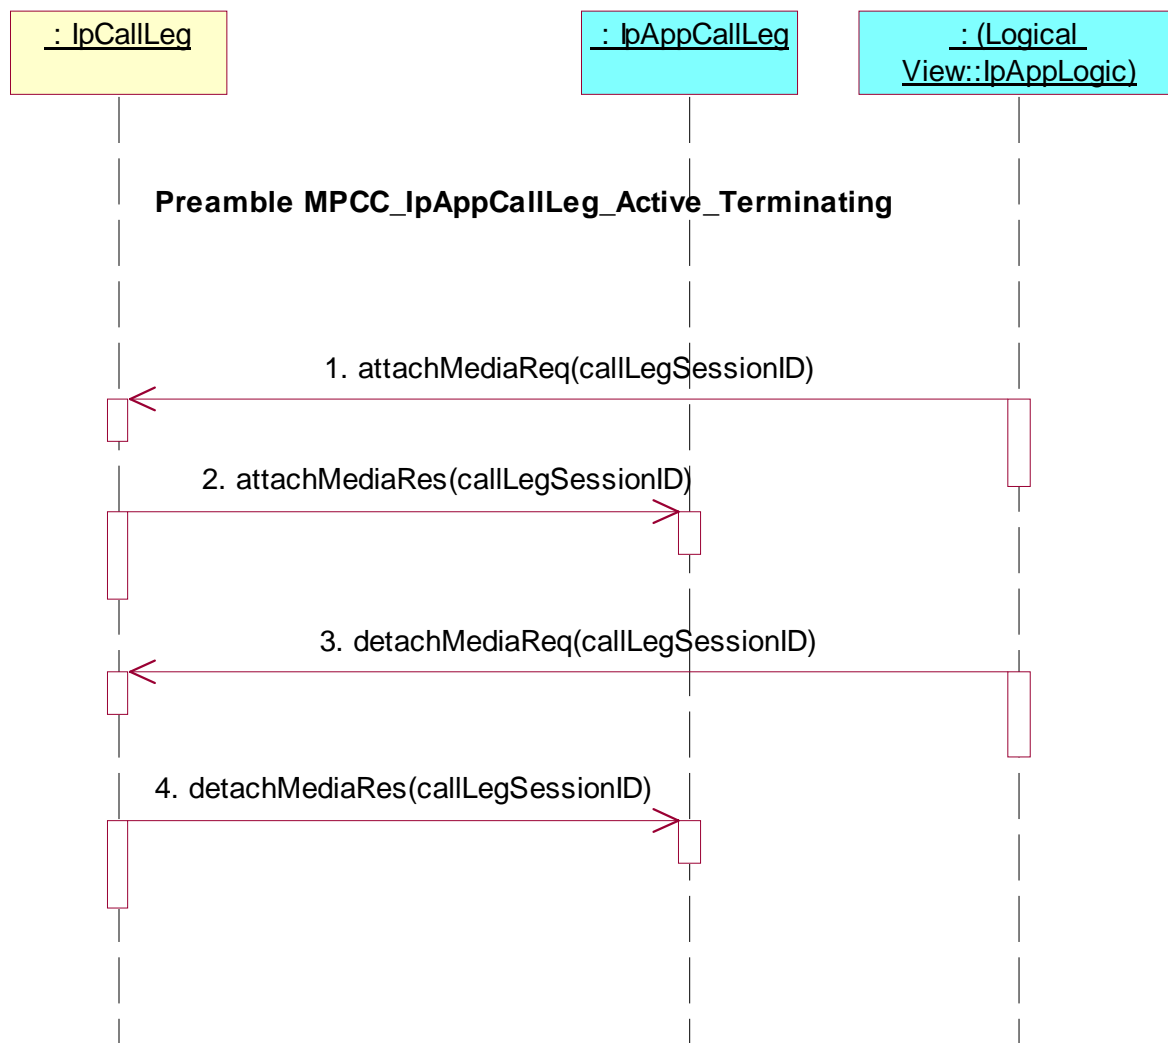 : IpCallLeg
: IpAppCallLeg
: (Logical
View::IpAppLogic)
Preamble MPCC_IpAppCallLeg_Active_Terminating
1. attachMediaReq(callLegSessionID)
2. attachMediaRes(callLegSessionID)
3. detachMediaReq(callLegSessionID)
4. detachMediaRes(callLegSessionID)